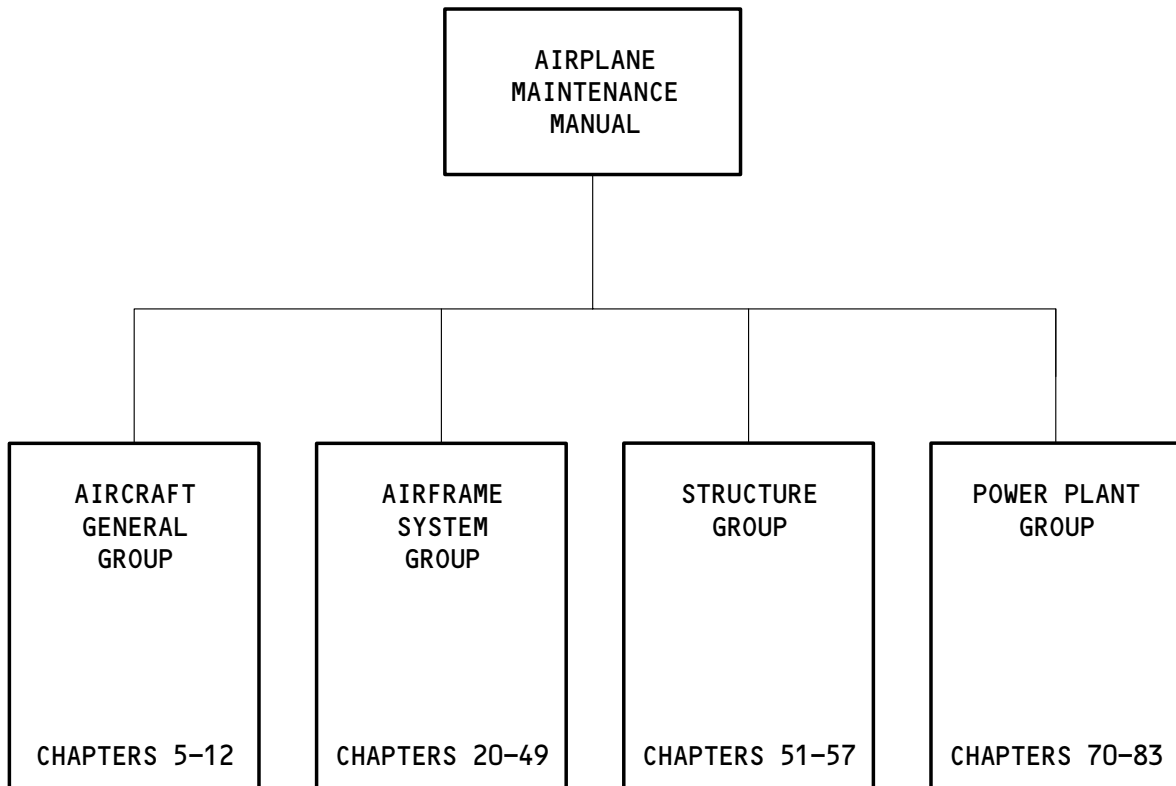 AIRPLANE
MAINTENANCE
MANUAL
AIRCRAFT
GENERAL
GROUP
CHAPTERS 5–12
AIRFRAME
SYSTEM
GROUP
CHAPTERS 20–49
STRUCTURE
GROUP
CHAPTERS 51–57
POWER PLANT
GROUP
CHAPTERS 70–83